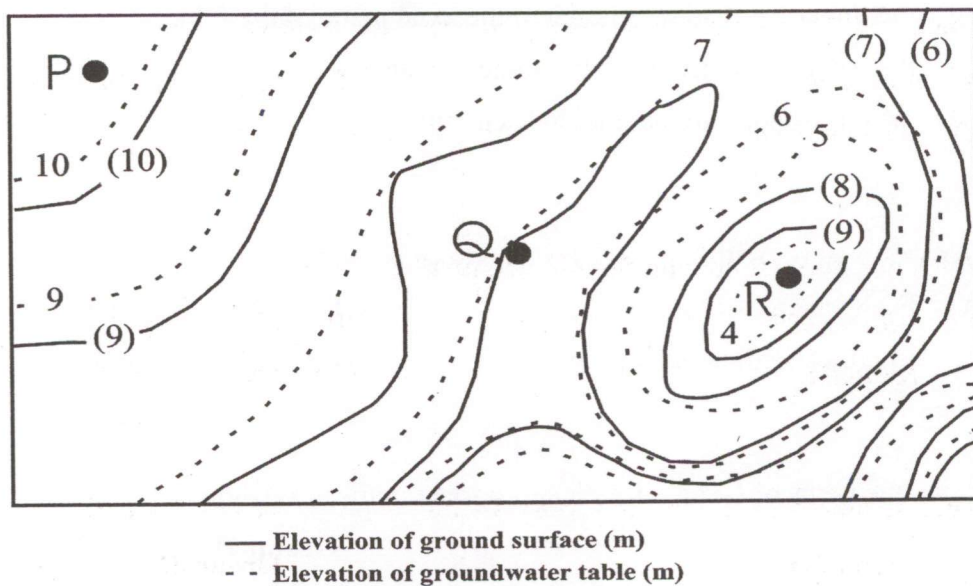 7 (7) (6)
P
6
5
10 (10)
(8)
Q
(9)
9
R
(9)
4
Elevation of ground surface (m)
Elevation of groundwater table (m)